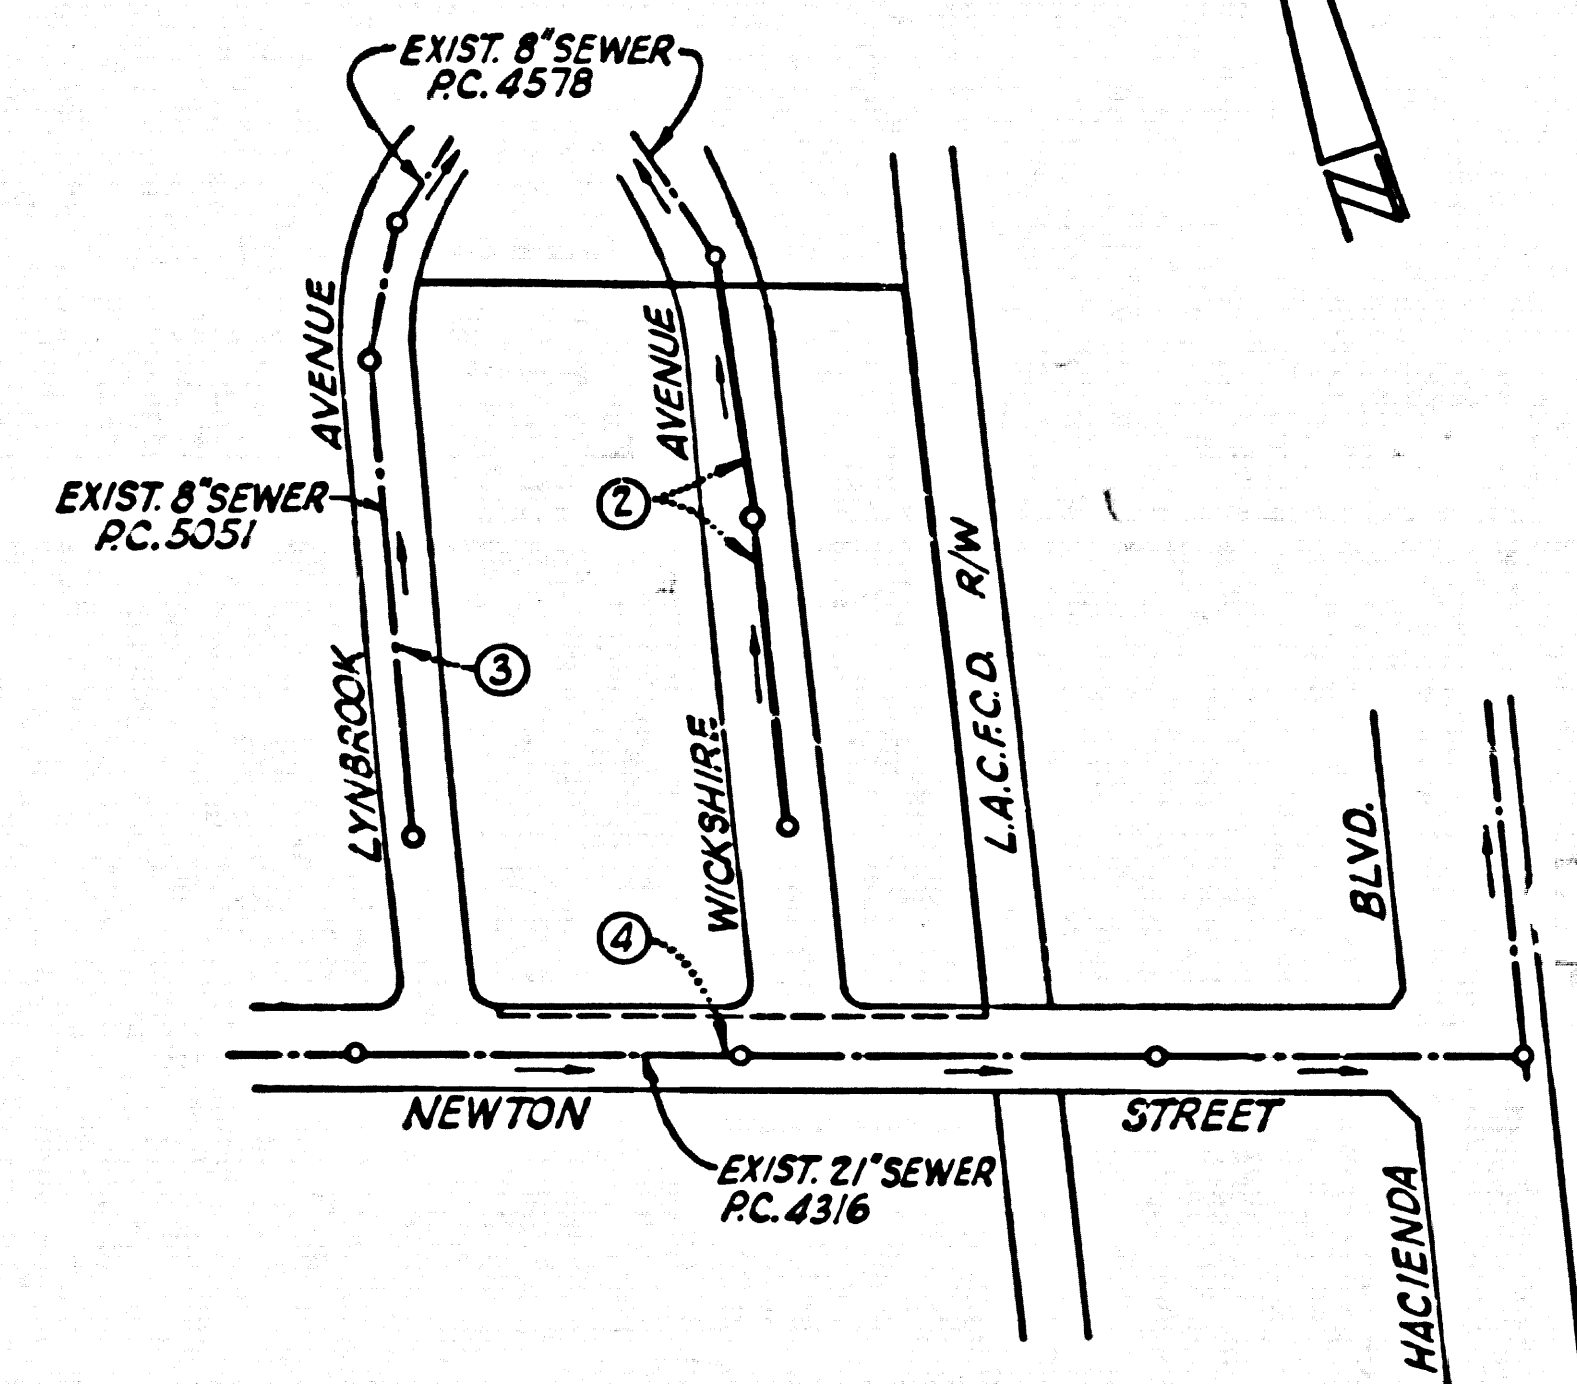 EXIST. 8" SEWER
P.C. 4578
AVENUE
AVENUE
EXIST. 8" SEWER
P.C. 5051
2
R/W
3
LYNBROOK
L.A.C.F.C.D.
WICKSHIRE
BLVD.
4
NEWTON
STREET
EXIST. 21" SEWER
P.C. 4316
HACIENDA